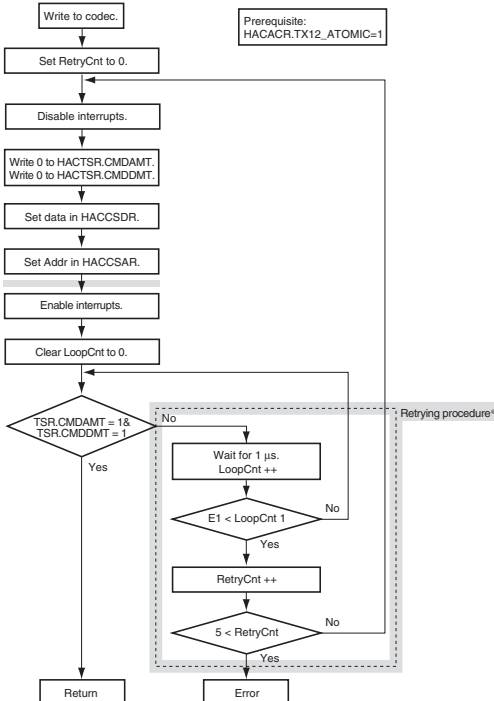 Write to codec.
Prerequisite:
HACACR.TX12_ATOMIC=1
Set RetryCnt to 0.
Disable interrupts.
Write 0 to HACTSR.CMDAMT.
Write 0 to HACTSR.CMDDMT.
Set data in HACCSDR.
Set Addr in HACCSAR.
Enable interrupts.
Clear LoopCnt to 0.
TSR.CMDAMT = 1&
TSR.CMDDMT = 1
No
Yes
Retrying procedure*
Wait for 1 μs.
LoopCnt ++
E1 < LoopCnt 1
No
Yes
RetryCnt ++
5 < RetryCnt
No
Yes
Return
Error